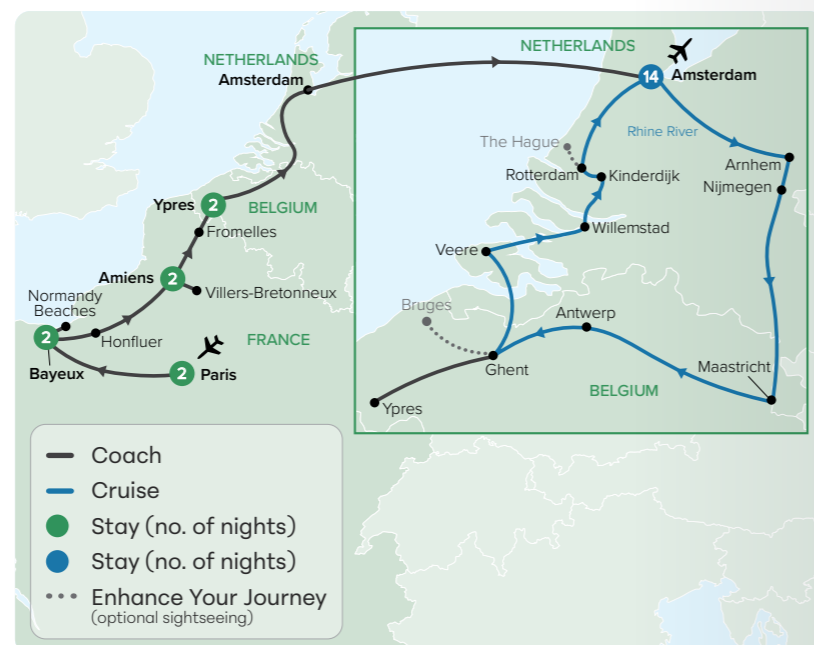 NETHERLANDS
Amsterdam
Ypres
2
BELGIUM
Fromelles
Amiens
2
Villers-Bretonneux
Normandy
Beaches
2
Honfluer
FRANCE
Bayeux
2
Paris
NETHERLANDS
14
Amsterdam
Rhine River
The Hague
Arnhem
Rotterdam
Kinderdijk
Nijmegen
Willemstad
Veere
Bruges
Antwerp
Ghent
Maastricht
BELGIUM
Ypres
Coach
Cruise
Stay (no. of nights)
Stay (no. of nights)
Enhance Your Journey
(optional sightseeing)